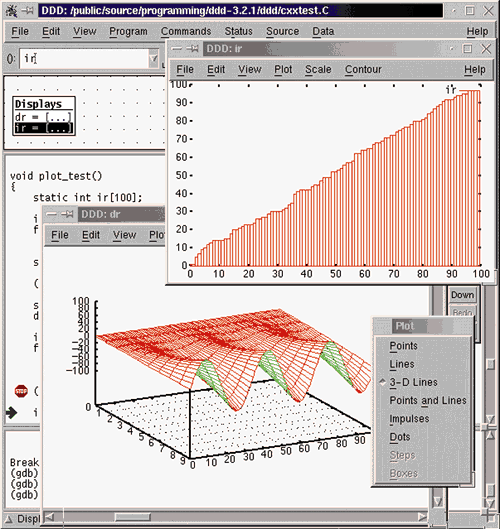 DDD: /public/source/programming/ddd-3.2.1/ddd/cxxtest.C
File Edit View Program Commands Status Source Data Help
(): ir
DDD: ir
File Edit View Plot Scale Contour Help
Displays
dr = [...]
ir = [...]
ir
100
90
80
70
60
50
40
30
20
10
0
0 10 20 30 40 50 60 70 80 90 100
void plot_test()
{
static int ir[100];
i
f
DDD: dr
File Edit View Plo
s
(
s
d
i
f
100
80
60
40
20
0
-20
-40
-60
-80
-100
0
1 2 3 4 5 6 7 8 9
0 10 20 30 40 50 60 70 80 90
Down
Redo
Plot
Points
Lines
3-D Lines
Points and Lines
Impulses
Dots
Steps
Boxes
STOP (
i
Break
(gdb)
(gdb)
(gdb)
Displ